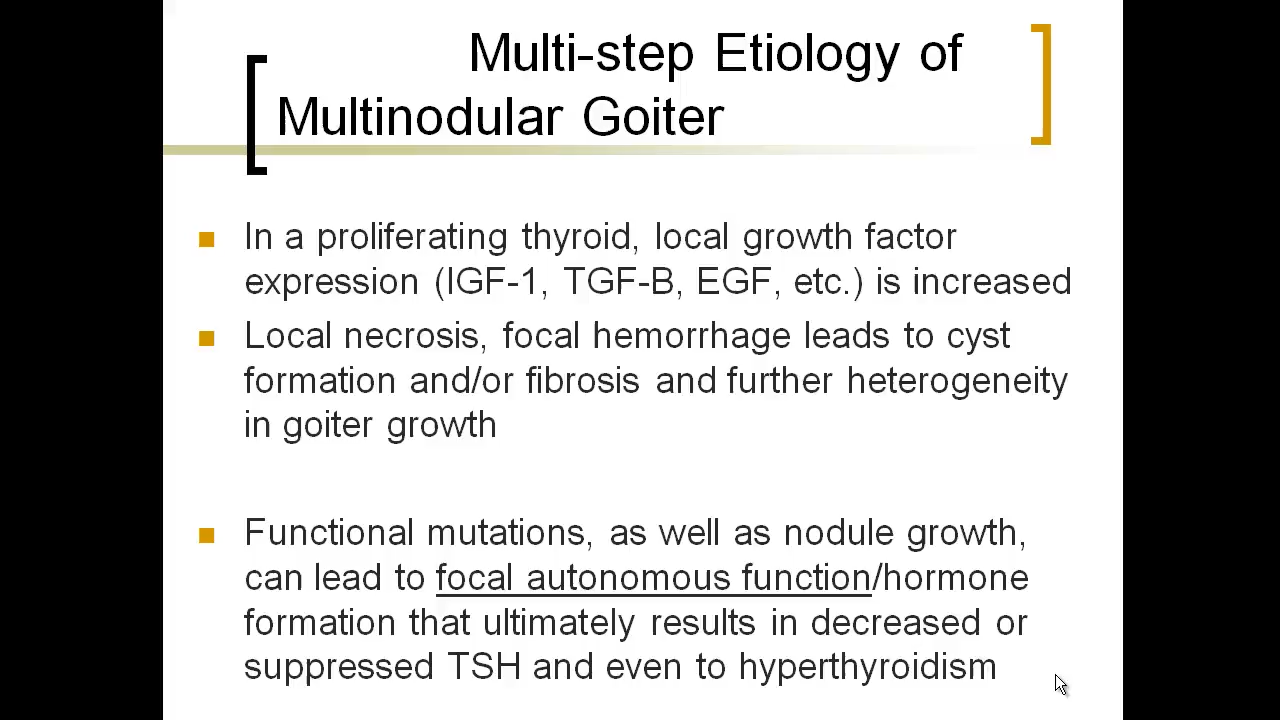 Multi-step Etiology of
Multinodular Goiter
In a proliferating thyroid, local growth factor
expression (IGF-1, TGF-B, EGF, etc.) is increased
Local necrosis, focal hemorrhage leads to cyst
formation and/or fibrosis and further heterogeneity
in goiter growth
Functional mutations, as well as nodule growth,
can lead to focal autonomous function/hormone
formation that ultimately results in decreased or
suppressed TSH and even to hyperthyroidism